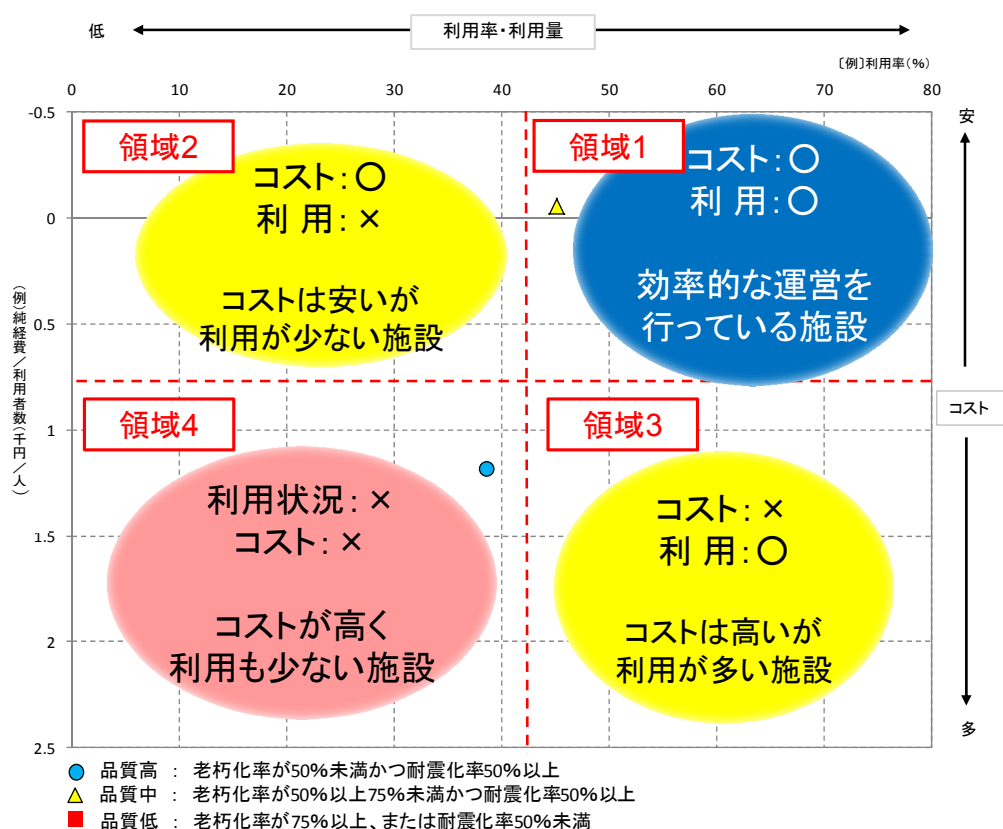 低
利用率・利用量
高
〔例〕利用率(%)
0 10 20 30 40 50 60 70 80
-0.5
0
0.5
1
1.5
2
2.5
(例)純経費/利用者数(千円/人)
安
コスト
多
領域2
コスト:〇
利 用:×
コストは安いが
利用が少ない施設
領域1
コスト:〇
利 用:〇
効率的な運営を
行っている施設
領域4
利用状況:×
コスト:×
コストが高く
利用も少ない施設
領域3
コスト:×
利 用:〇
コストは高いが
利用が多い施設
品質高 : 老朽化率が50%未満かつ耐震化率50%以上
品質中 : 老朽化率が50%以上75%未満かつ耐震化率50%以上
品質低 : 老朽化率が75%以上、または耐震化率50%未満